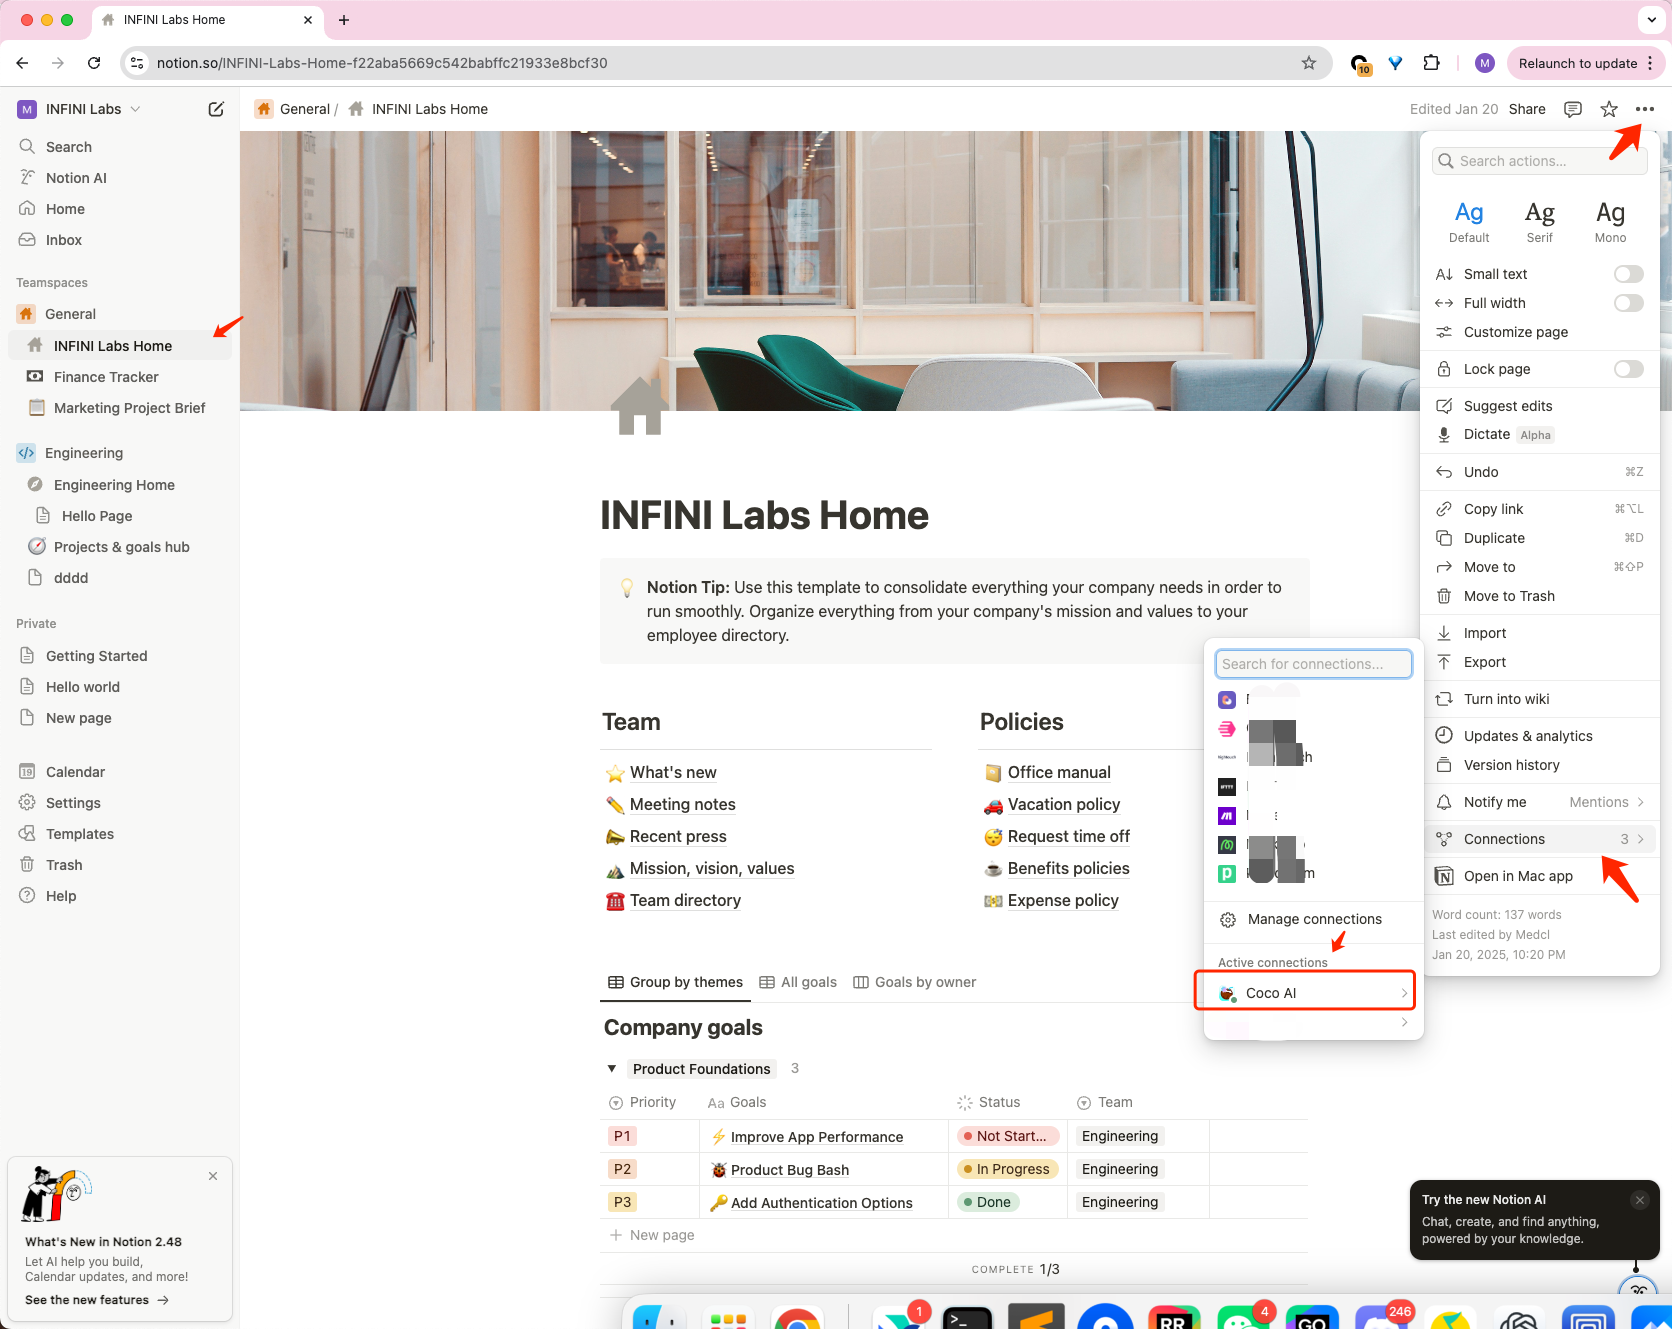 INFINI Labs Home
notion.so/INFINI-Labs-Home-f22aba5669c542babffc21933e8bcf30
10
M
Relaunch to update
M INFINI Labs
General / INFINI Labs Home
Edited Jan 20
Share
Search
Notion AI
Home
Inbox
Teamspaces
General
INFINI Labs Home
Finance Tracker
Marketing Project Brief
Engineering
Engineering Home
Hello Page
Projects & goals hub
dddd
Private
Getting Started
Hello world
New page
Calendar
Settings
Templates
Trash
Help
What's New in Notion 2.48
Let AI help you build,
Calendar updates, and more!
See the new features →
INFINI Labs Home
Notion Tip: Use this template to consolidate everything your company needs in order to
run smoothly. Organize everything from your company's mission and values to your
employee directory.
Team
What's new
Meeting notes
Recent press
Mission, vision, values
Team directory
Policies
Office manual
Vacation policy
Request time off
Benefits policies
Expense policy
Group by themes
All goals
Goals by owner
Company goals
Product Foundations 3
Priority Aa Goals Status Team
P1 Improve App Performance Not Start... Engineering
P2 Product Bug Bash In Progress Engineering
P3 Add Authentication Options Done Engineering
New page
COMPLETE 1/3
Search actions...
Ag Ag Ag
Default Serif Mono
Small text
Full width
Customize page
Lock page
Suggest edits
Dictate Alpha
Undo ⌘Z
Copy link ⌘⌥L
Duplicate ⌘D
Move to ⌘⇧P
Move to Trash
Import
Export
Turn into wiki
Updates & analytics
Version history
Notify me Mentions
Connections 3
Open in Mac app
Word count: 137 words
Last edited by Medcl
Jan 20, 2025, 10:20 PM
Search for connections...
Manage connections
Active connections
Coco AI
Try the new Notion AI
Chat, create, and find anything,
powered by your knowledge.
1
RR
4
GO
246